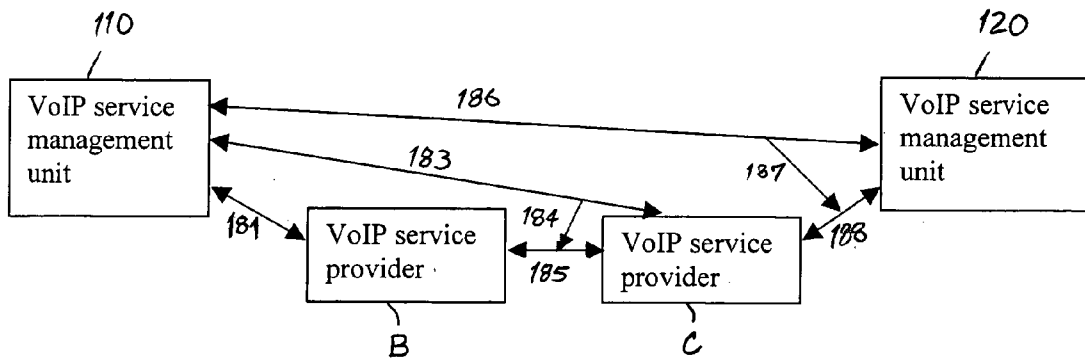 110
120
VoIP service
management
unit
186
VoIP service
management
unit
183
187
181
184
188
VoIP service
provider
185
VoIP service
provider
B
C